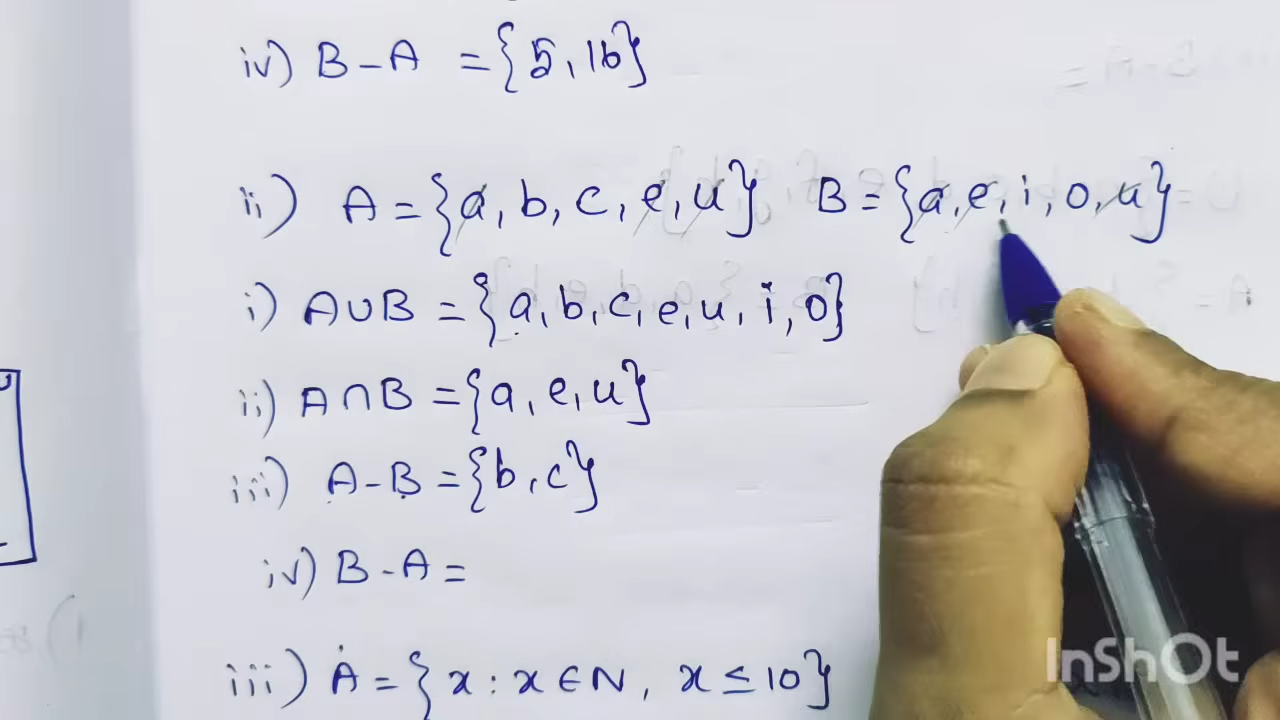 iv) B - A = {5, 16}
ii) A = {a, b, c, e, u} B = {a, e, i, o, u}
i) A ∪ B = {a, b, c, e, u, i, o}
ii) A ∩ B = {a, e, u}
iii) A - B = {b, c}
iv) B - A =
iii) A = {x : x ∈ N, x ≤ 10}
InShOt